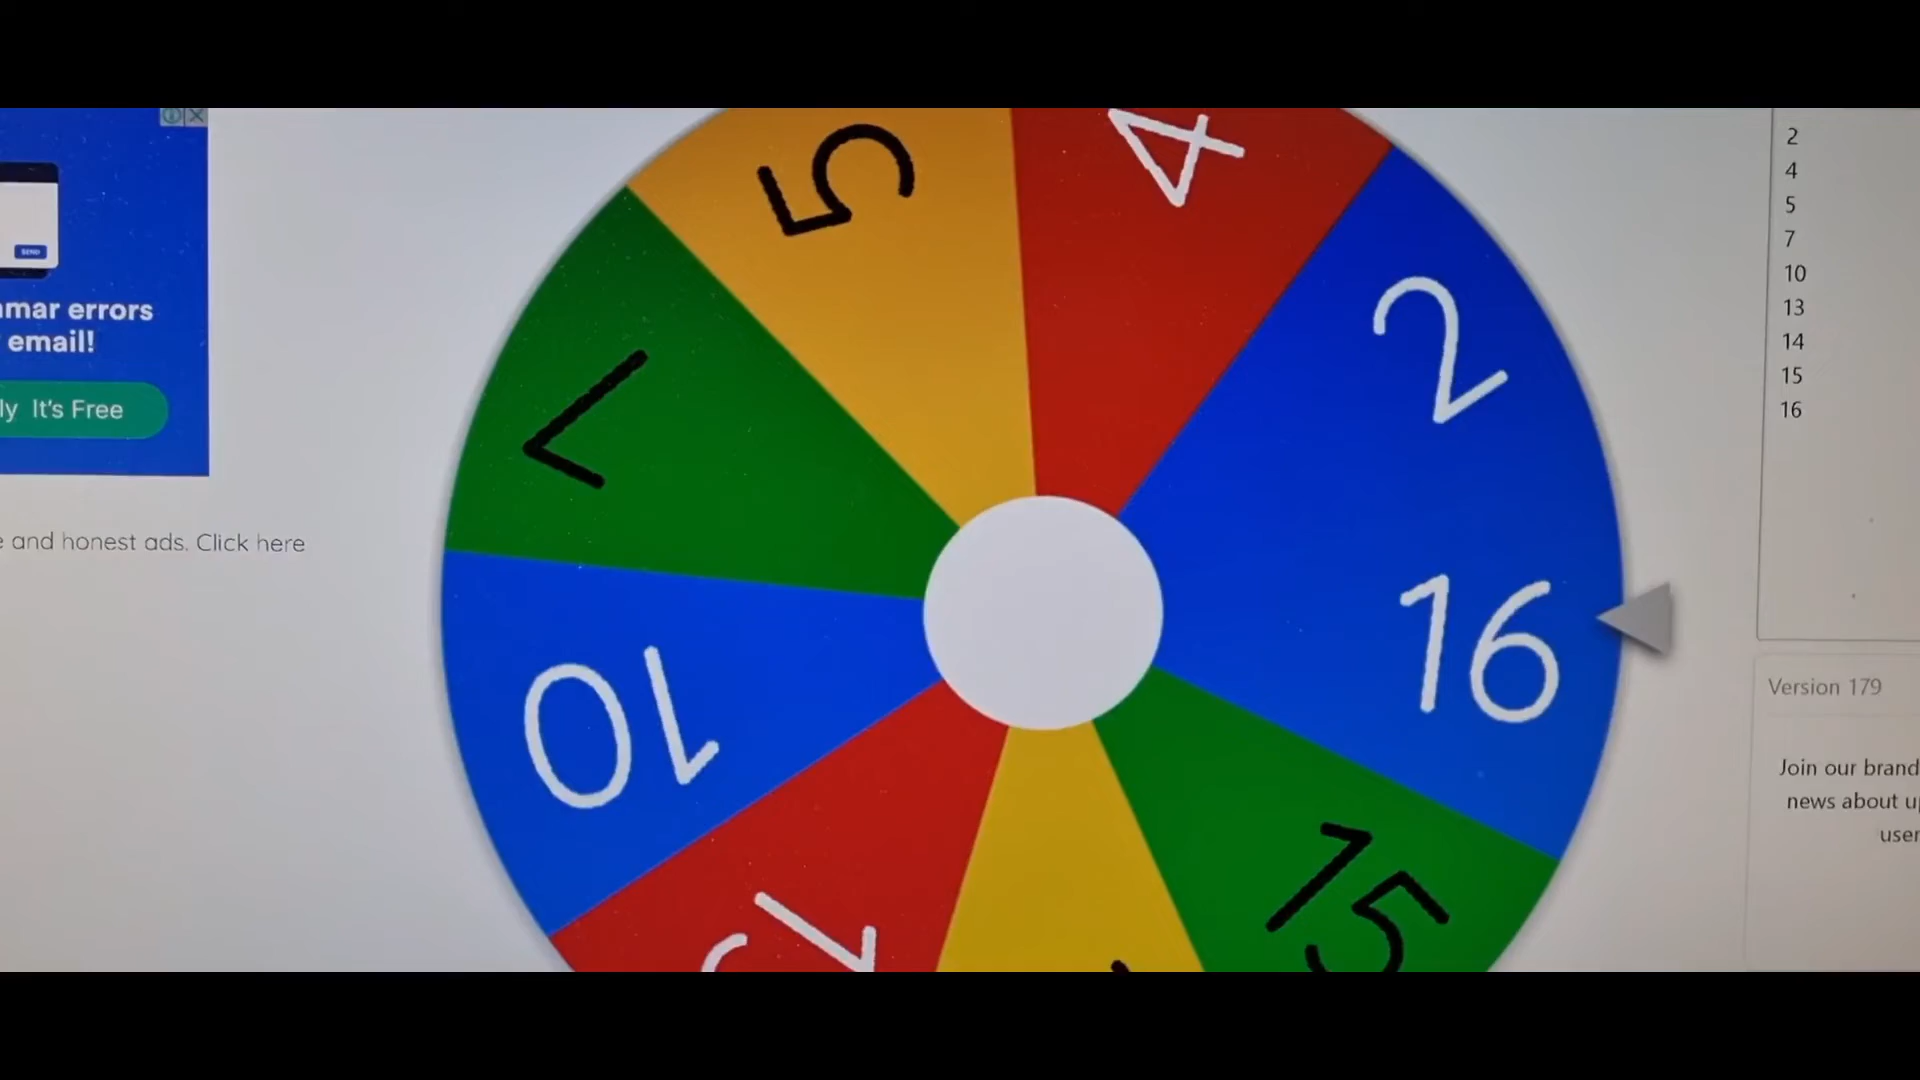 SEND
mar errors
email!
ly It's Free
e and honest ads. Click here
5
4
2
7
16
10
15
2
4
5
7
10
13
14
15
16
Version 179
Join our brand
news about u
user